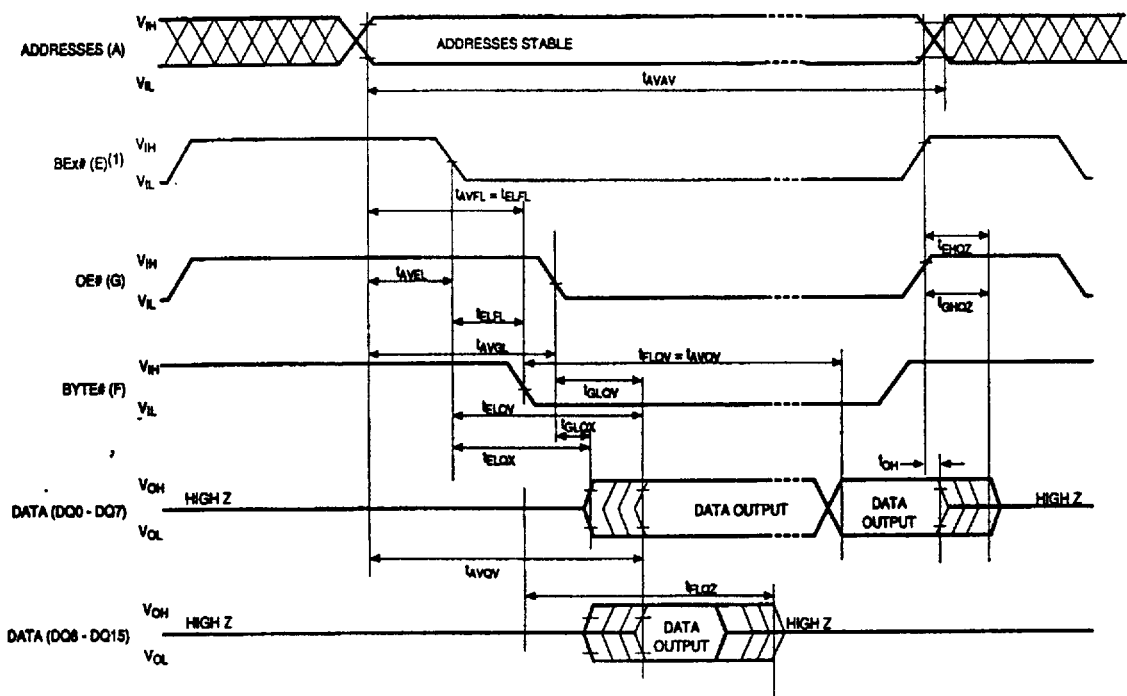 VIH
ADDRESSES (A)
ADDRESSES STABLE
VIL
tAVAV
VIH
BEx# (E)(1)
VIL
tAVFL = tELFL
VIH
OE# (G)
VIL
tEHQZ
tAVEL
tGHQZ
tELFL
tAVGL
tFLQV = tAVQV
VIH
BYTE# (F)
VIL
tGLQV
tELQV
tGLQX
tELQX
tOH
VOH
HIGH Z
DATA (DQ0 - DQ7)
DATA OUTPUT
DATA
OUTPUT
HIGH Z
VOL
tAVQV
tFLQZ
VOH
HIGH Z
DATA (DQ8 - DQ15)
DATA
OUTPUT
HIGH Z
VOL